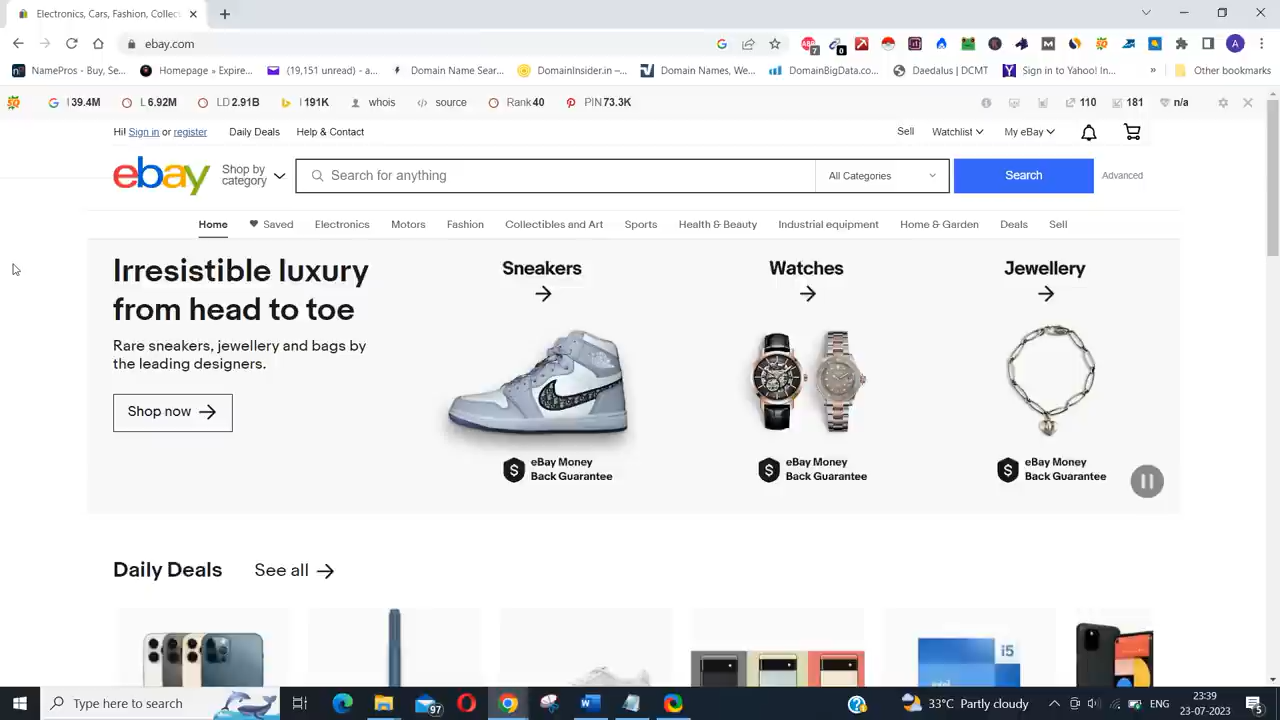 Electronics, Cars, Fashion, Collec
ebay.com
7
0
A
NamePros - Buy, Se...
Homepage » Expire...
(19,151 unread) - a...
Domain Name Sear...
DomainInsider.in –...
Domain Names, We...
DomainBigData.co...
Daedalus | DCMT
Sign in to Yahoo! In...
»
Other bookmarks
I 39.4M
L 6.92M
LD 2.91B
I 191K
whois
source
Rank 40
PIN 73.3K
110
181
n/a
Hi! Sign in or register
Daily Deals
Help & Contact
Sell
Watchlist
My eBay
ebay
Shop by
category
Search for anything
All Categories
Search
Advanced
Home
Saved
Electronics
Motors
Fashion
Collectibles and Art
Sports
Health & Beauty
Industrial equipment
Home & Garden
Deals
Sell
Irresistible luxury
from head to toe
Rare sneakers, jewellery and bags by
the leading designers.
Shop now
Sneakers
Watches
Jewellery
eBay Money
Back Guarantee
eBay Money
Back Guarantee
eBay Money
Back Guarantee
Daily Deals
See all
i5
Type here to search
97
33°C Partly cloudy
ENG
23:39
23-07-2023
5